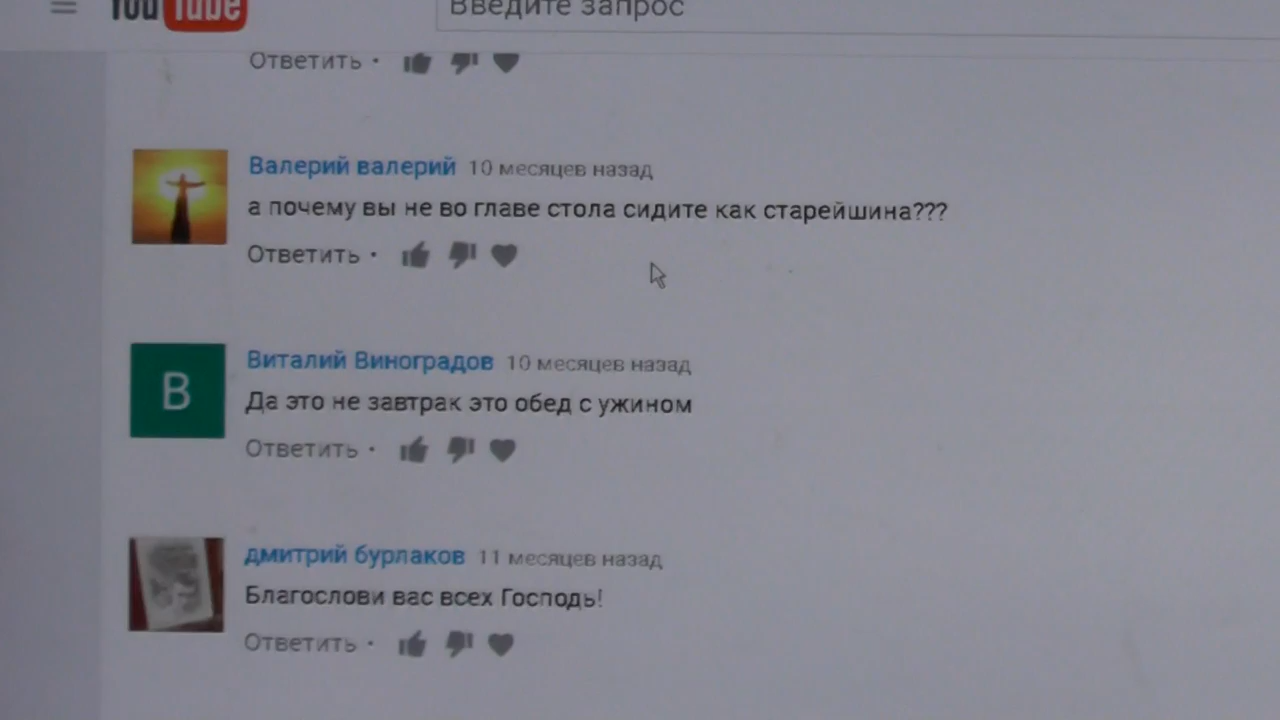 YouTube
Введите запрос
Ответить ·
Валерий валерий 10 месяцев назад
а почему вы не во главе стола сидите как старейшина???
Ответить ·
В
Виталий Виноградов 10 месяцев назад
Да это не завтрак это обед с ужином
Ответить ·
дмитрий бурлаков 11 месяцев назад
Благослови вас всех Господь!
Ответить ·